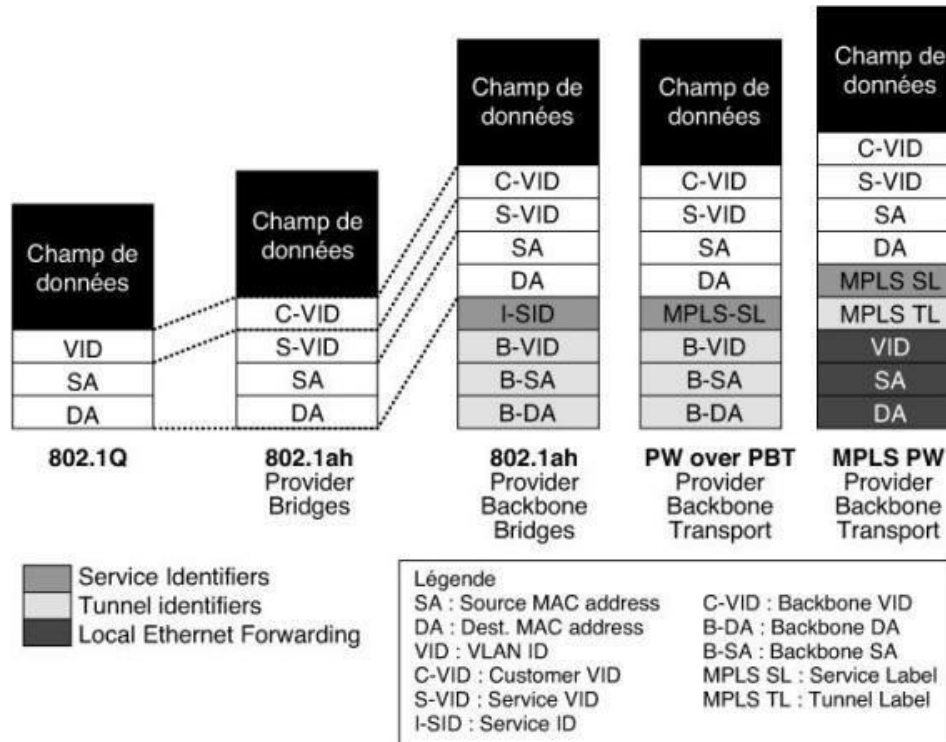 Champ de
données
VID
SA
DA
802.1Q
Champ de
données
C-VID
S-VID
SA
DA
802.1ah
Provider
Bridges
Champ de
données
C-VID
S-VID
SA
DA
I-SID
B-VID
B-SA
B-DA
802.1ah
Provider
Backbone
Bridges
Champ de
données
C-VID
S-VID
SA
DA
MPLS-SL
B-VID
B-SA
B-DA
PW over PBT
Provider
Backbone
Transport
Champ de
données
C-VID
S-VID
SA
DA
MPLS SL
MPLS TL
VID
SA
DA
MPLS PW
Provider
Backbone
Transport
Service Identifiers
Tunnel identifiers
Local Ethernet Forwarding
Légende
SA : Source MAC address
DA : Dest. MAC address
VID : VLAN ID
C-VID : Customer VID
S-VID : Service VID
I-SID : Service ID
C-VID : Backbone VID
B-DA : Backbone DA
B-SA : Backbone SA
MPLS SL : Service Label
MPLS TL : Tunnel Label